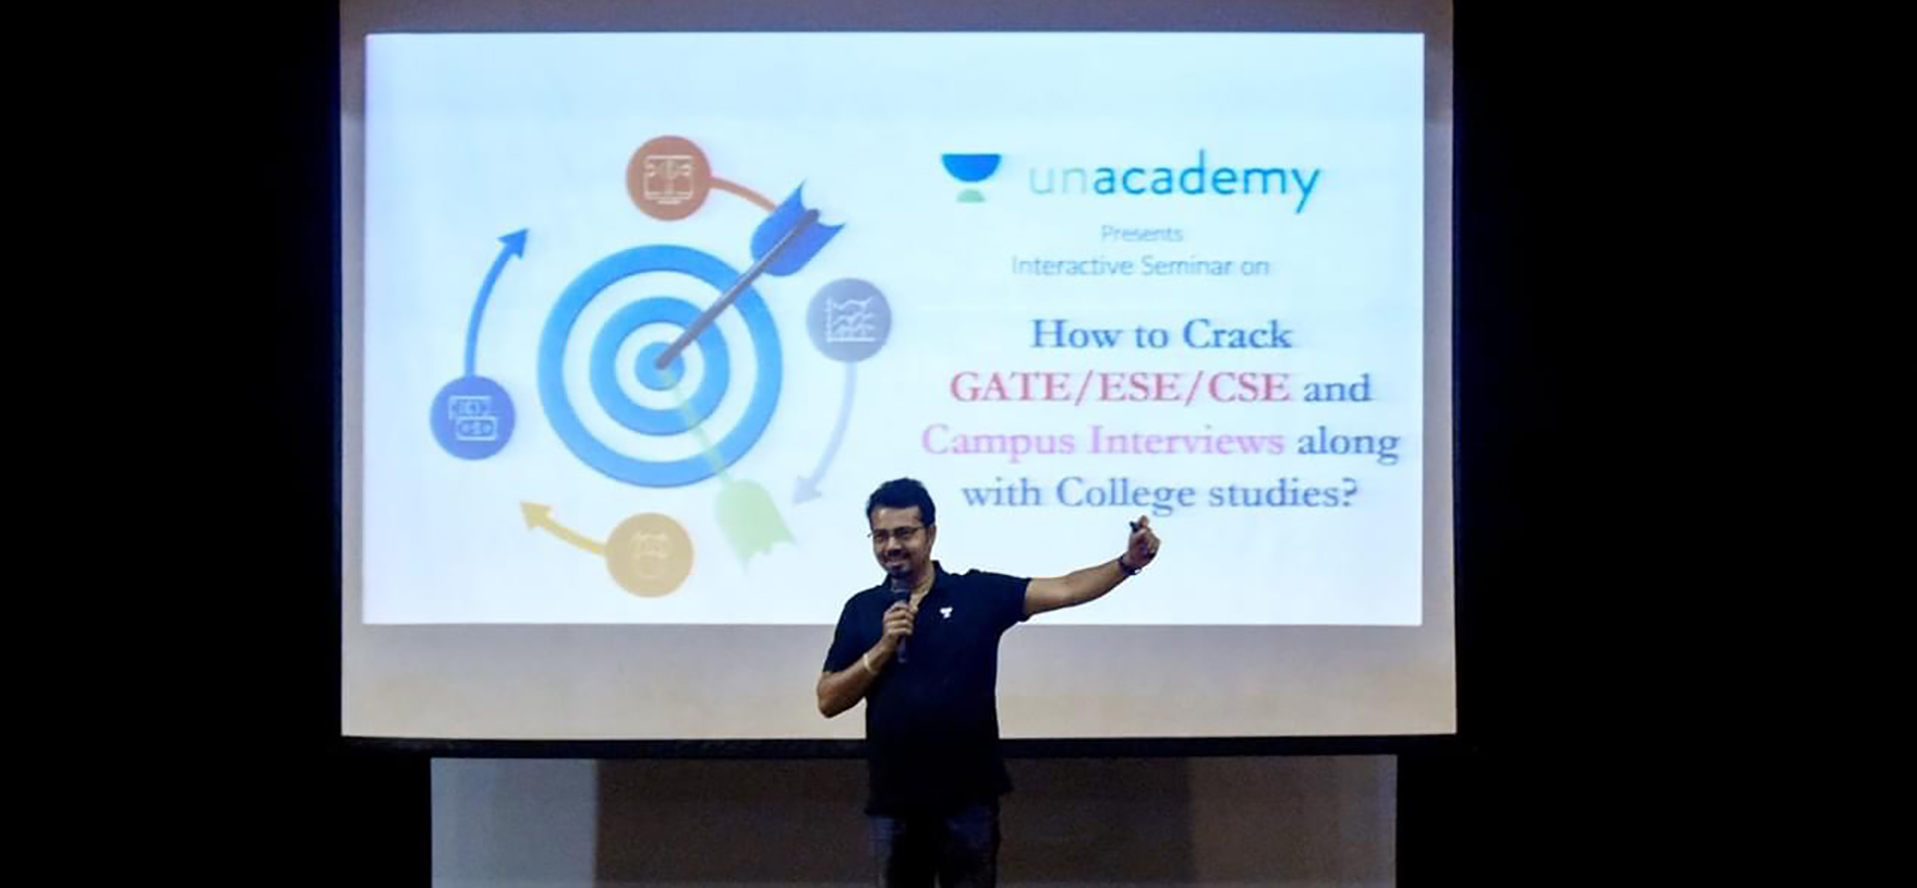 unacademy
Presents
Interactive Seminar on
How to Crack
GATE/ESE/CSE and
Campus Interviews along
with College studies?